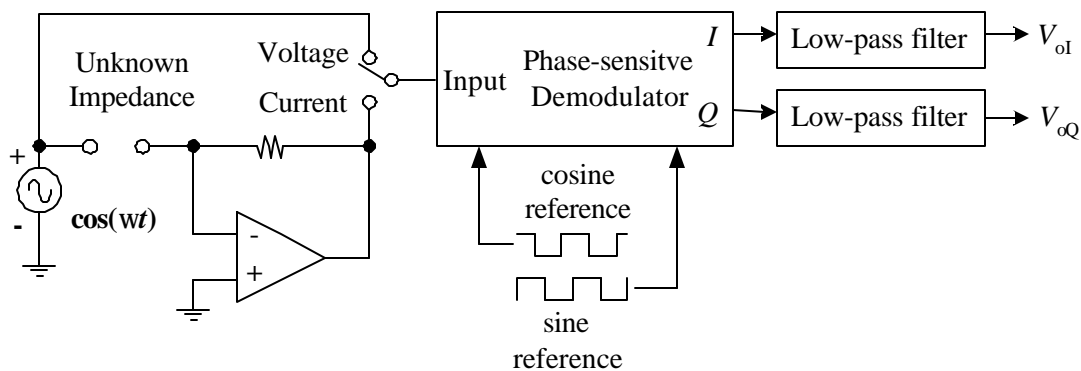 Voltage
Unknown
Impedance
Current
+
-
cos(wt)
-
+
Input
Phase-sensitve
Demodulator
I
Q
Low-pass filter
VoI
Low-pass filter
VoQ
cosine
reference
sine
reference